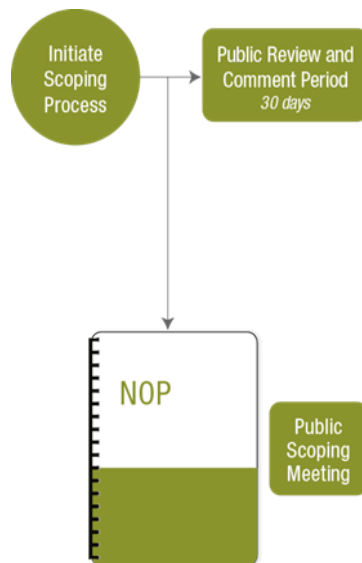 Initiate
Scoping
Process
Public Review and
Comment Period
30 days
NOP
Public
Scoping
Meeting